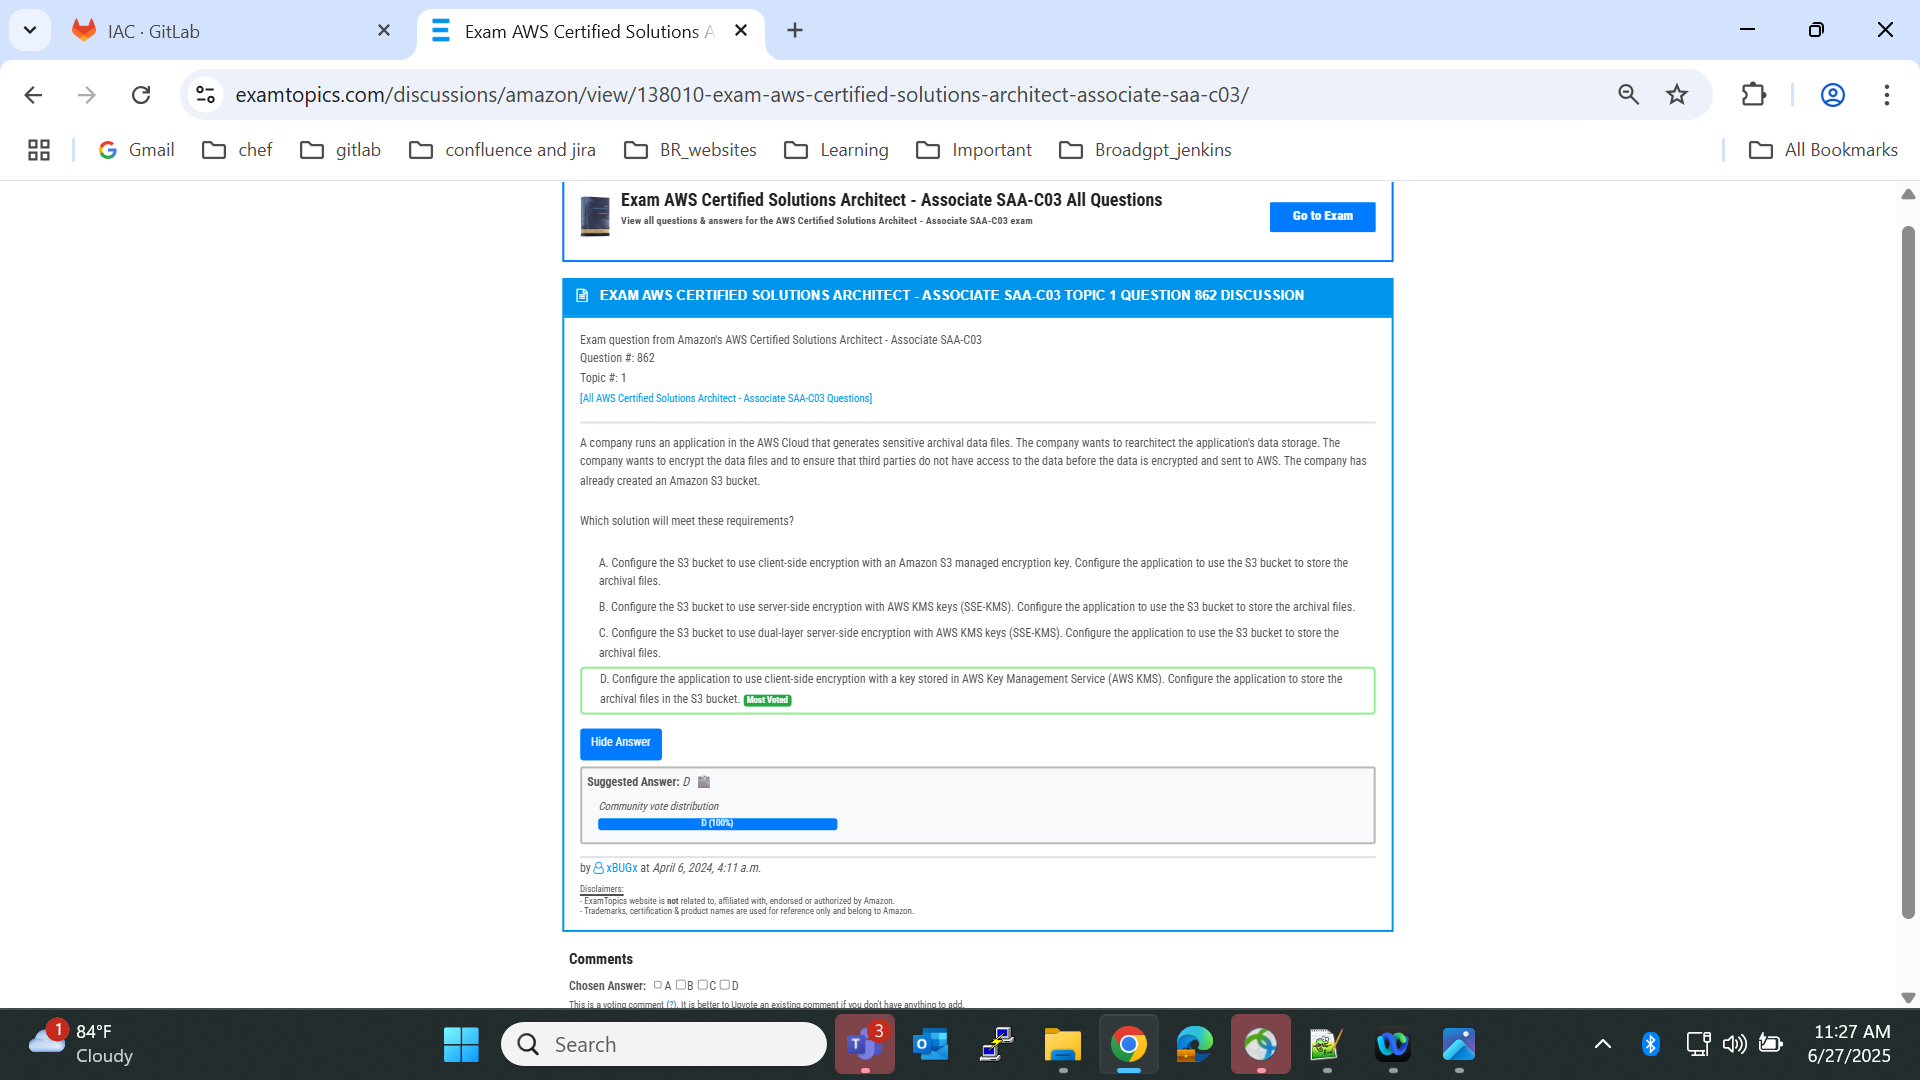 IAC · GitLab
Exam AWS Certified Solutions A
examtopics.com/discussions/amazon/view/138010-exam-aws-certified-solutions-architect-associate-saa-c03/
Gmail
chef
gitlab
confluence and jira
BR_websites
Learning
Important
Broadgpt_jenkins
All Bookmarks
Exam AWS Certified Solutions Architect - Associate SAA-C03 All Questions
View all questions & answers for the AWS Certified Solutions Architect - Associate SAA-C03 exam
Go to Exam
EXAM AWS CERTIFIED SOLUTIONS ARCHITECT - ASSOCIATE SAA-C03 TOPIC 1 QUESTION 862 DISCUSSION
Exam question from Amazon's AWS Certified Solutions Architect - Associate SAA-C03
Question #: 862
Topic #: 1
[All AWS Certified Solutions Architect - Associate SAA-C03 Questions]
A company runs an application in the AWS Cloud that generates sensitive archival data files. The company wants to rearchitect the application's data storage. The
company wants to encrypt the data files and to ensure that third parties do not have access to the data before the data is encrypted and sent to AWS. The company has
already created an Amazon S3 bucket.
Which solution will meet these requirements?
A. Configure the S3 bucket to use client-side encryption with an Amazon S3 managed encryption key. Configure the application to use the S3 bucket to store the
archival files.
B. Configure the S3 bucket to use server-side encryption with AWS KMS keys (SSE-KMS). Configure the application to use the S3 bucket to store the archival files.
C. Configure the S3 bucket to use dual-layer server-side encryption with AWS KMS keys (SSE-KMS). Configure the application to use the S3 bucket to store the
archival files.
D. Configure the application to use client-side encryption with a key stored in AWS Key Management Service (AWS KMS). Configure the application to store the
archival files in the S3 bucket. Most Voted
Hide Answer
Suggested Answer: D
Community vote distribution
D (100%)
by xBUGx at April 6, 2024, 4:11 a.m.
Disclaimers:
- ExamTopics website is not related to, affiliated with, endorsed or authorized by Amazon.
- Trademarks, certification & product names are used for reference only and belong to Amazon.
Comments
Chosen Answer: A B C D
This is a voting comment (?). It is better to Upvote an existing comment if you don't have anything to add.
1
84°F
Cloudy
Search
3
11:27 AM
6/27/2025